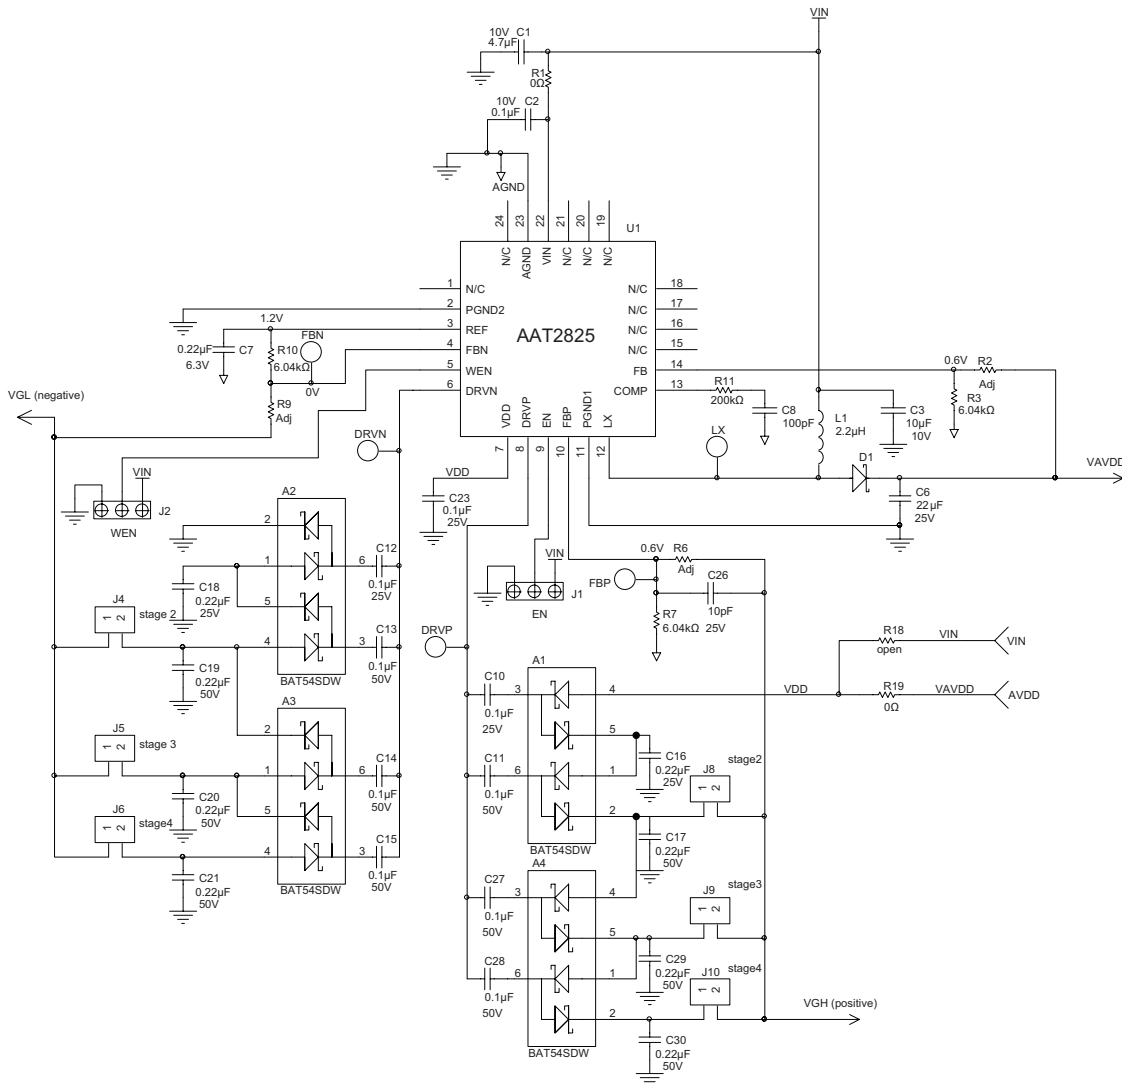 VIN
10V C1
4.7µF
R1
0Ω
10V C2
0.1µF
AGND
24 23 22 21 20 19
U1
N/C AGND VIN N/C N/C N/C
1 N/C
2 PGND2
3 REF
4 FBN
5 WEN
6 DRVN
AAT2825
N/C 18
N/C 17
N/C 16
N/C 15
FB 14
COMP 13
VDD DRVP EN FBP PGND1 LX
7 8 9 10 11 12
1.2V
FBN
0.22µF C7
6.3V
R10
6.04kΩ
0V
R9
Adj
VGL (negative)
DRVN
0.6V R2
Adj
R3
6.04kΩ
R11
200kΩ
C8
100pF
LX
L1
2.2µH
C3
10µF
10V
D1
VAVDD
C6
22µF
25V
VDD
C23
0.1µF
25V
VIN
J2
WEN
VIN
J1
EN
0.6V R6
Adj
FBP
C26
10pF
25V
R7
6.04kΩ
A2
2
1
5
4
6
3
C12
0.1µF
25V
C13
0.1µF
50V
BAT54SDW
C18
0.22µF
25V
J4
1 2
stage 2
C19
0.22µF
50V
A3
2
1
5
4
6
3
C14
0.1µF
50V
C15
0.1µF
50V
BAT54SDW
J5
1 2
stage 3
C20
0.22µF
50V
J6
1 2
stage4
C21
0.22µF
50V
DRVP
A1
C10 3
0.1µF
25V
C11 6
0.1µF
50V
4
5
1
2
BAT54SDW
VDD
R18
open
VIN
VIN
R19
0Ω
VAVDD
AVDD
C16
0.22µF
25V
stage2
J8
1 2
C17
0.22µF
50V
A4
C27 3
0.1µF
50V
C28 6
0.1µF
50V
4
5
1
2
BAT54SDW
stage3
J9
1 2
C29
0.22µF
50V
stage4
J10
1 2
C30
0.22µF
50V
VGH (positive)